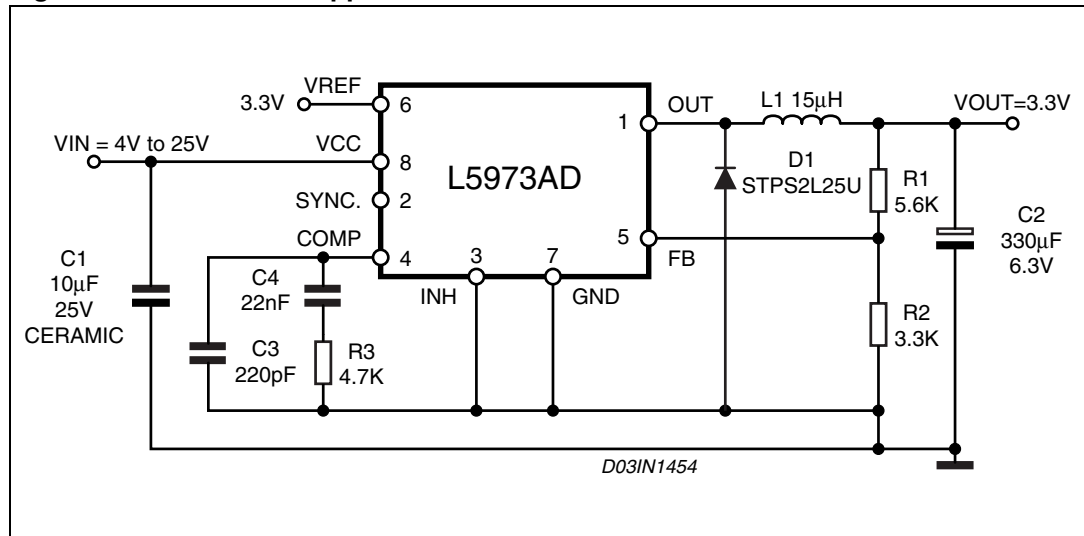 VREF
3.3V
6
VIN = 4V to 25V
VCC
8
SYNC.
2
COMP
4
L5973AD
3
INH
7
GND
1
OUT
5
FB
L1 15μH
VOUT=3.3V
D1
STPS2L25U
R1
5.6K
R2
3.3K
C2
330μF
6.3V
C1
10μF
25V
CERAMIC
C4
22nF
C3
220pF
R3
4.7K
D03IN1454